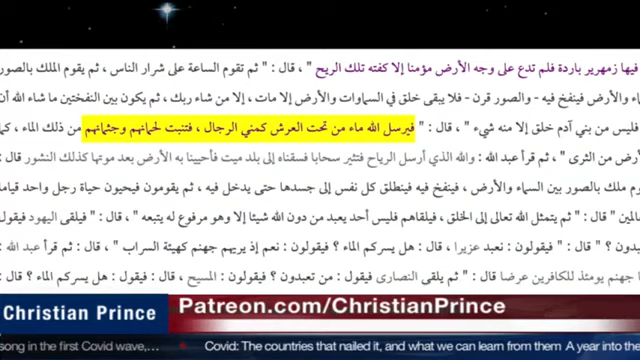 فيها زمهرير باردة فلم تدع على وجه الأرض مؤمنا إلا كفته تلك الريح " ، قال : " ثم تقوم الساعة على شرار الناس ، ثم يقوم الملك بالصور
ماء والأرض فينفخ فيه - والصور قرن - فلا يبقى خلق في السماوات والأرض إلا مات ، إلا من شاء ربك ، ثم يكون بين النفختين ما شاء الله أن
فليس من بني آدم خلق إلا منه شيء " ، قال : " فيرسل الله ماء من تحت العرش كمني الرجال ، فتنبت لحمانهم وجثمانهم من ذلك الماء ، كما
أرض من الثرى " ، ثم قرأ عبد الله : والله الذي أرسل الرياح فتثير سحابا فسقناه إلى بلد ميت فأحيينا به الأرض بعد موتها كذلك النشور قال :
وم ملك بالصور بين السماء والأرض ، فينفخ فيه فينطلق كل نفس إلى جسدها حتى يدخل فيه ، ثم يقومون فيحيون حياة رجل واحد قياما
المين " قال : " ثم يتمثل الله تعالى إلى الخلق ، فيلقاهم فليس أحد يعبد من دون الله شيئا إلا وهو مرفوع له يتبعه " ، قال : " فيلقى اليهود فيقول
بدون ؟ " قال : " فيقولون : نعبد عزيرا ، قال : هل يسركم الماء ؟ فيقولون : نعم إذ يريهم جهنم كهيئة السراب " ، قال : ثم قرأ عبد الله :
ا جهنم يومئذ للكافرين عرضا قال : " ثم يلقى النصارى فيقول : من تعبدون ؟ فيقولون : المسيح ، قال : فيقول : هل يسركم الماء ؟ قال :
Christian Prince
Patreon.com/ChristianPrince
song in the first Covid wave,... Covid: The countries that nailed it, and what we can learn from them A year into the